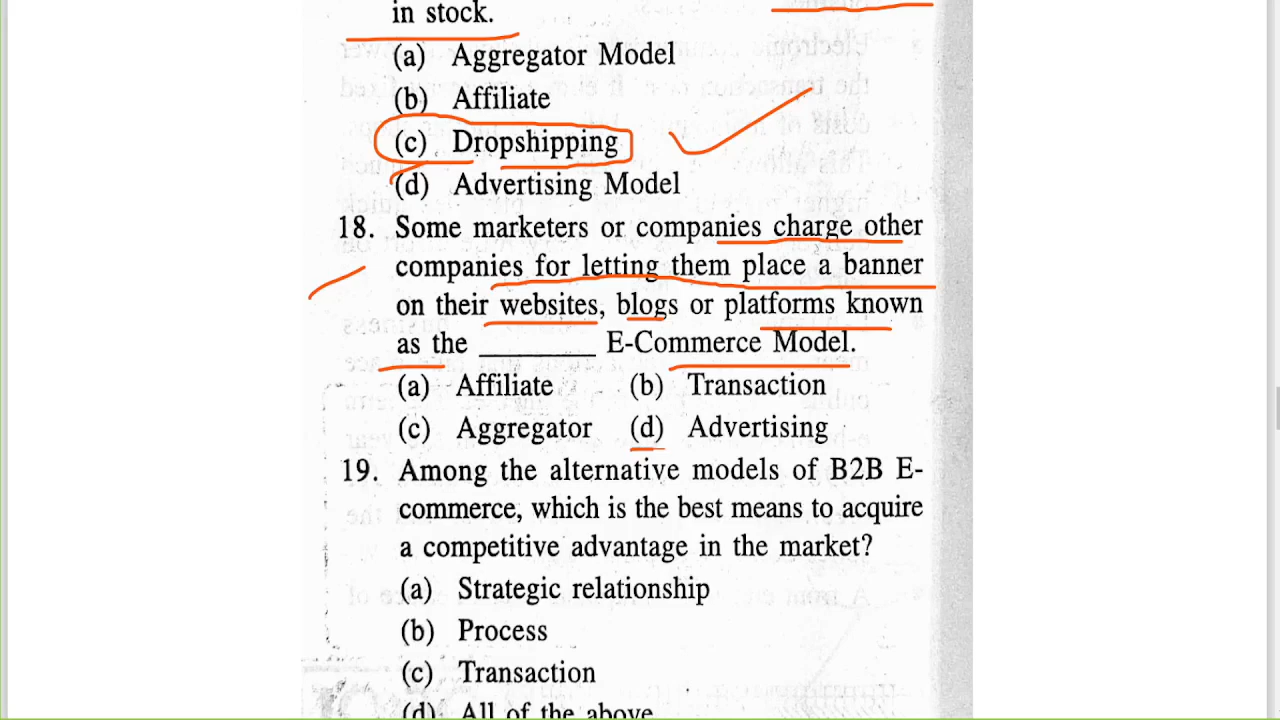 in stock.
(a) Aggregator Model
(b) Affiliate
(c) Dropshipping
(d) Advertising Model
18. Some marketers or companies charge other
companies for letting them place a banner
on their websites, blogs or platforms known
as the ________ E-Commerce Model.
(a) Affiliate (b) Transaction
(c) Aggregator (d) Advertising
19. Among the alternative models of B2B E-
commerce, which is the best means to acquire
a competitive advantage in the market?
(a) Strategic relationship
(b) Process
(c) Transaction
(d) All of the above